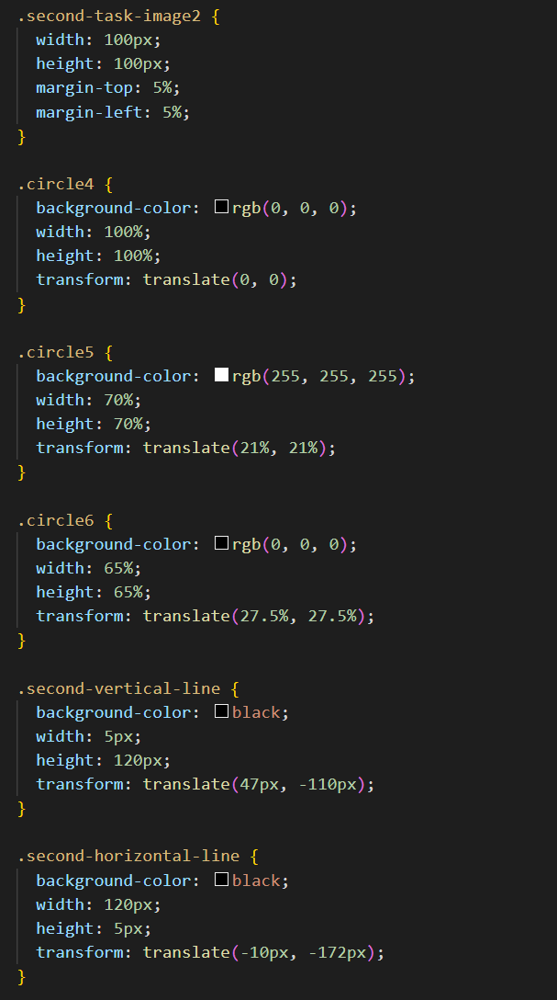 .second-task-image2 {
  width: 100px;
  height: 100px;
  margin-top: 5%;
  margin-left: 5%;
}

.circle4 {
  background-color: rgb(0, 0, 0);
  width: 100%;
  height: 100%;
  transform: translate(0, 0);
}

.circle5 {
  background-color: rgb(255, 255, 255);
  width: 70%;
  height: 70%;
  transform: translate(21%, 21%);
}

.circle6 {
  background-color: rgb(0, 0, 0);
  width: 65%;
  height: 65%;
  transform: translate(27.5%, 27.5%);
}

.second-vertical-line {
  background-color: black;
  width: 5px;
  height: 120px;
  transform: translate(47px, -110px);
}

.second-horizontal-line {
  background-color: black;
  width: 120px;
  height: 5px;
  transform: translate(-10px, -172px);
}